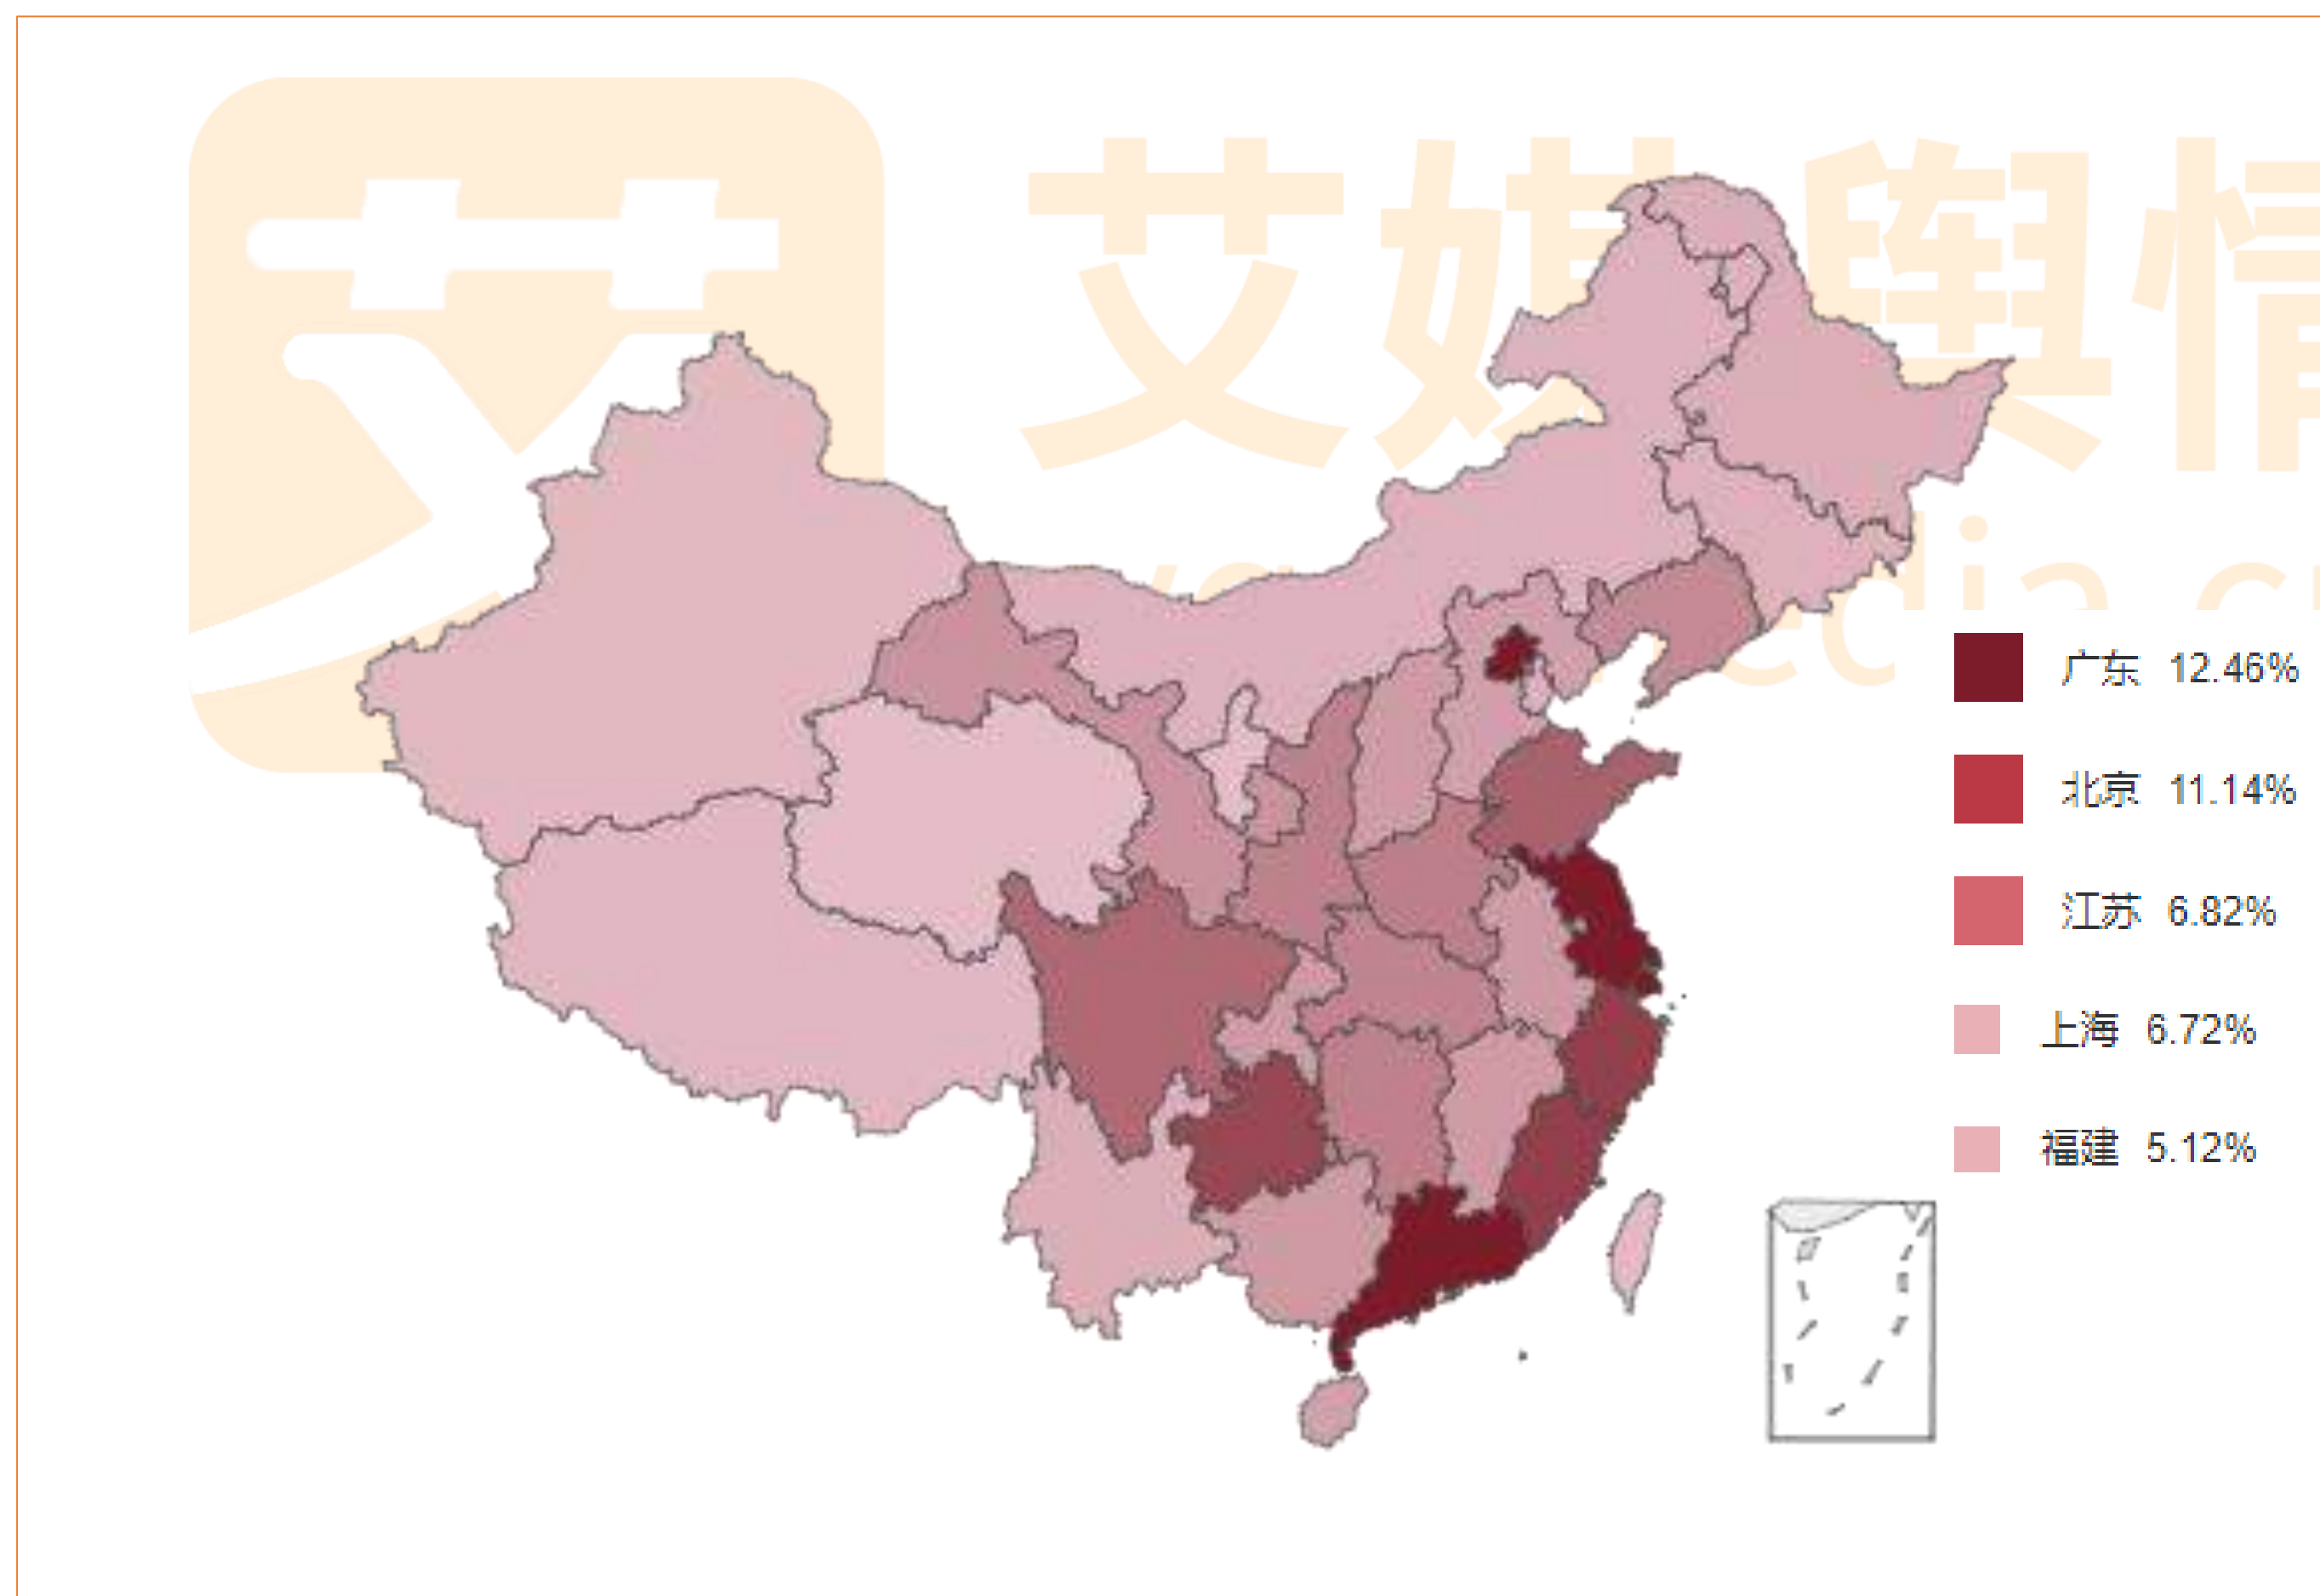 艾媒舆情
广东 12.46%
北京 11.14%
江苏 6.82%
上海 6.72%
福建 5.12%